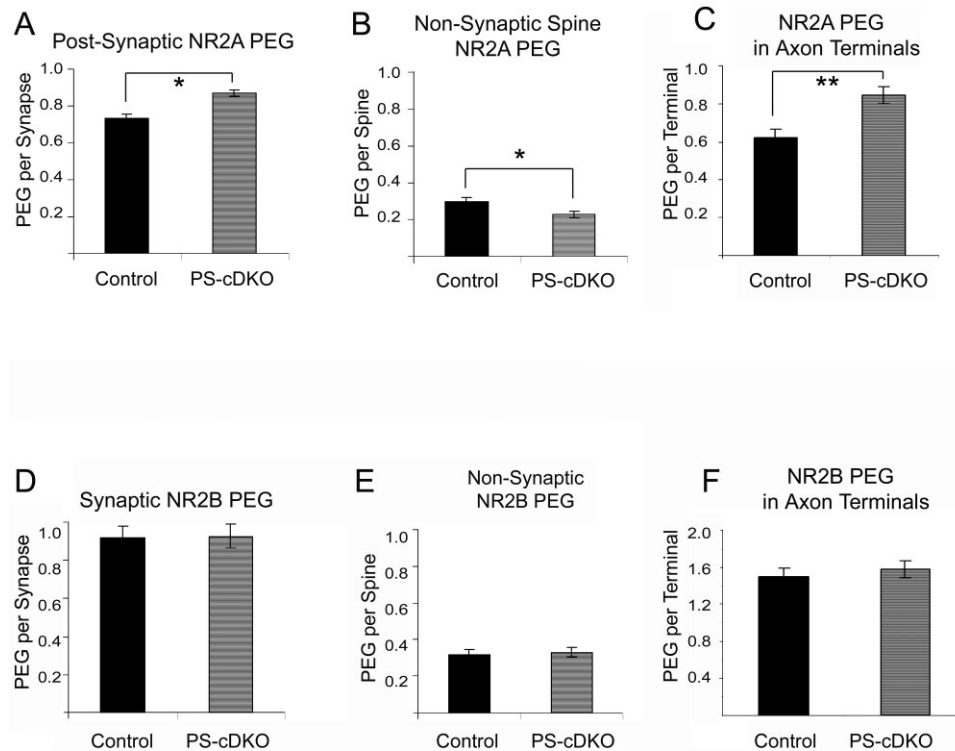 A
Post-Synaptic NR2A PEG
PEG per Synapse
1.0
0.8
0.6
0.4
0.2
*
Control
PS-cDKO
B
Non-Synaptic Spine
NR2A PEG
PEG per Spine
1.0
0.8
0.6
0.4
0.2
*
Control
PS-cDKO
C
NR2A PEG
in Axon Terminals
PEG per Terminal
1.0
0.8
0.6
0.4
0.2
**
Control
PS-cDKO
D
Synaptic NR2B PEG
PEG per Synapse
1.0
0.8
0.6
0.4
0.2
Control
PS-cDKO
E
Non-Synaptic
NR2B PEG
PEG per Spine
1.0
0.8
0.6
0.4
0.2
Control
PS-cDKO
F
NR2B PEG
in Axon Terminals
PEG per Terminal
2.0
1.6
1.2
0.4
Control
PS-cDKO